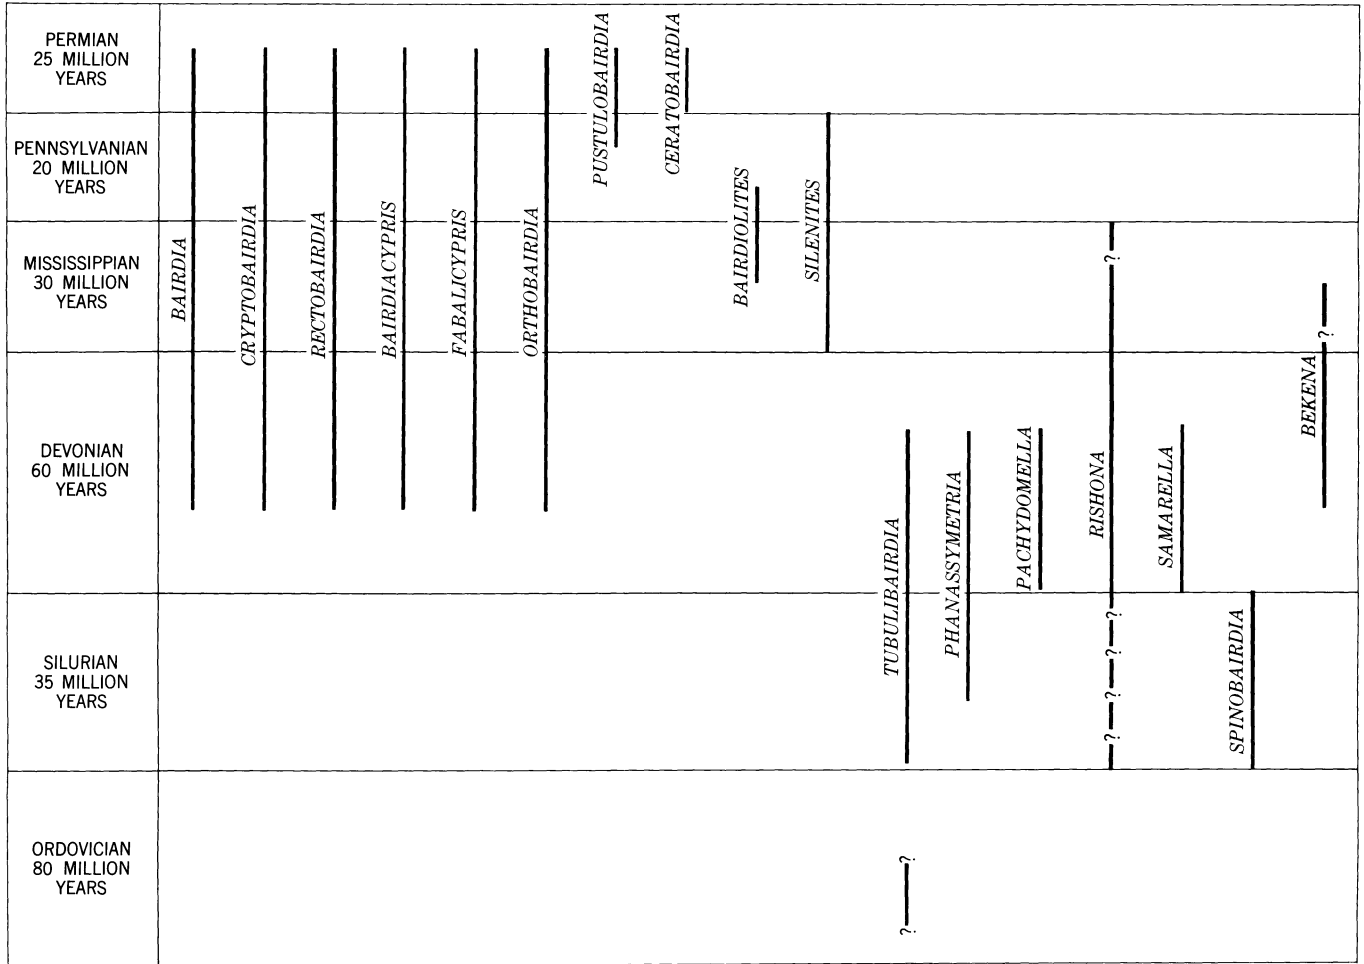 PERMIAN
25 MILLION
YEARS
PENNSYLVANIAN
20 MILLION
YEARS
MISSISSIPPIAN
30 MILLION
YEARS
DEVONIAN
60 MILLION
YEARS
SILURIAN
35 MILLION
YEARS
ORDOVICIAN
80 MILLION
YEARS
BAIRDIA
CRYPTOBAIRDIA
RECTOBAIRDIA
BAIRDIACYPRIS
FABALICYPRIS
ORTHOBAIRDIA
PUSTULOBAIRDIA
CERATOBAIRDIA
BAIRDIOLITES
SILENITES
TUBULIBAIRDIA
?
?
PHANASSYMETRIA
PACHYDOMELLA
RISHONA
?
?
?
?
?
SAMARELLA
SPINOBAIRDIA
BEKENA
?